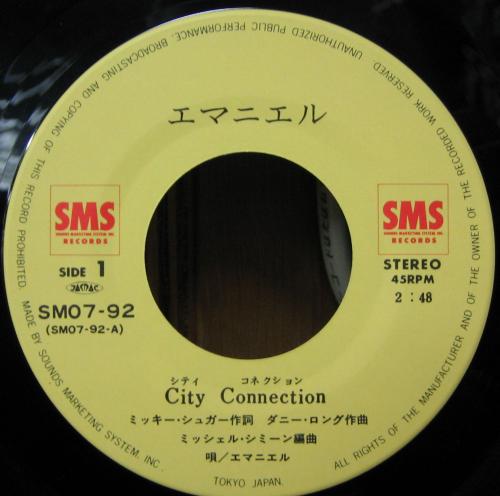 UNAUTHORIZED PUBLIC PERFORMANCE. BROADCASTING AND COPYING OF THIS RECORD PROHIBITED.
ALL RIGHTS OF THE MANUFACTURER AND OF THE OWNER OF THE RECORDED WORK RESERVED.
エマニエル
SMS
SOUNDS MARKETING SYSTEM, INC.
RECORDS
SIDE 1
JASRAC
SM07-92
(SM07-92-A)
SMS
SOUNDS MARKETING SYSTEM, INC.
RECORDS
STEREO
45RPM
2:48
シティ コネクション
City Connection
ミッキー・シュガー作詞 ダニー・ロング作曲
ミッシェル・シミーン編曲
唄/エマニエル
MADE BY SOUNDS MARKETING SYSTEM, INC.
TOKYO JAPAN.